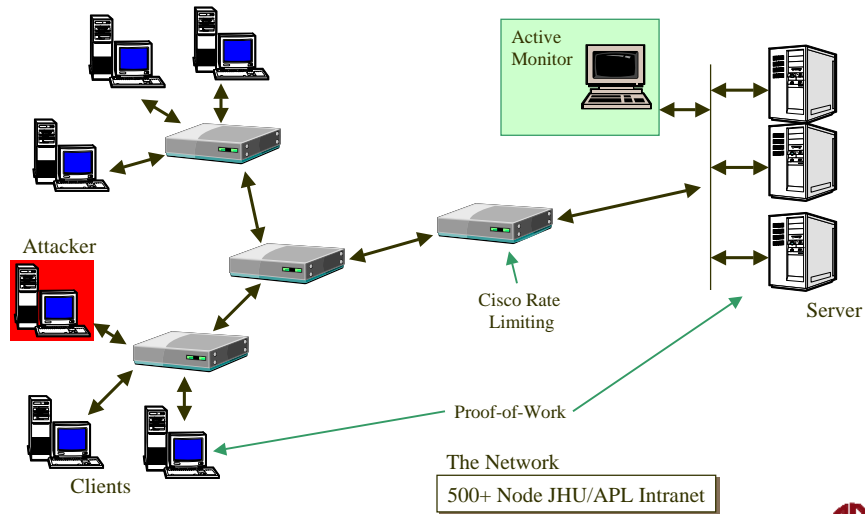 Active
Monitor
Attacker
Cisco Rate
Limiting
Server
Proof-of-Work
Clients
The Network
500+ Node JHU/APL Intranet